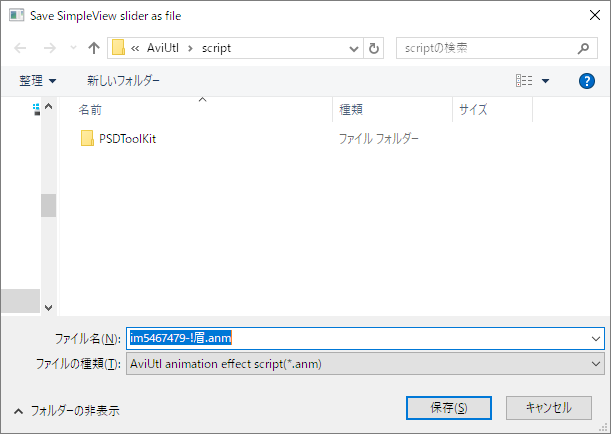 Save SimpleView slider as file
« AviUtl > script
scriptの検索
整理
新しいフォルダー
?
名前
種類
サイズ
PSDToolKit
ファイル フォルダー
ファイル名(N):
im5467479-!眉.anm
ファイルの種類(T):
AviUtl animation effect script(*.anm)
フォルダーの非表示
保存(S)
キャンセル